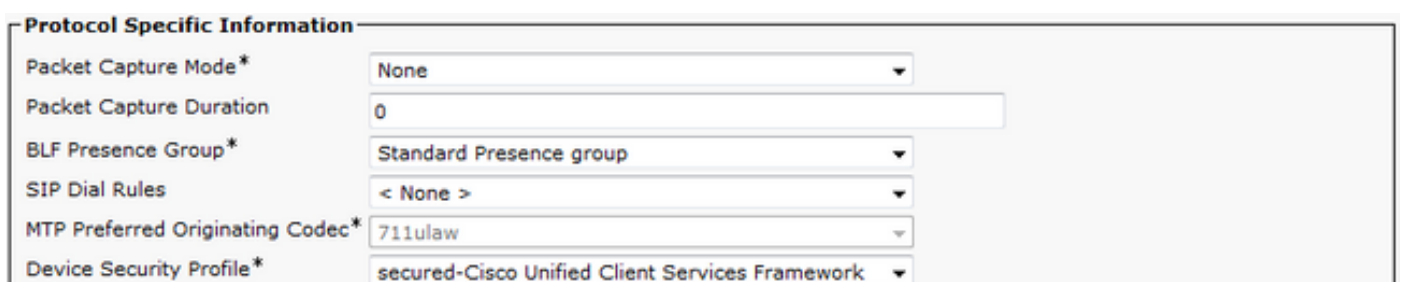 Protocol Specific Information
Packet Capture Mode* None
Packet Capture Duration 0
BLF Presence Group* Standard Presence group
SIP Dial Rules < None >
MTP Preferred Originating Codec* 711ulaw
Device Security Profile* secured-Cisco Unified Client Services Framework